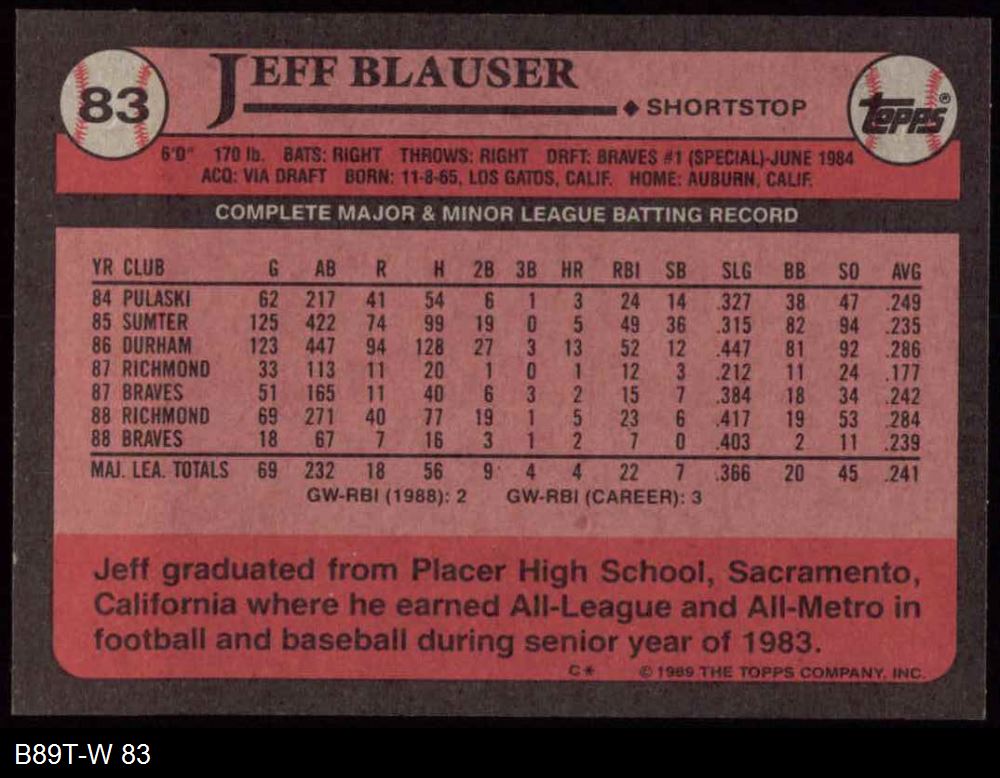 83
JEFF BLAUSER
♦ SHORTSTOP
Topps®
6'0" 170 lb. BATS: RIGHT THROWS: RIGHT DRFT: BRAVES #1 (SPECIAL)-JUNE 1984
ACQ: VIA DRAFT BORN: 11-8-65, LOS GATOS, CALIF. HOME: AUBURN, CALIF.
COMPLETE MAJOR & MINOR LEAGUE BATTING RECORD
YR CLUB G AB R H 2B 3B HR RBI SB SLG BB SO AVG
84 PULASKI 62 217 41 54 6 1 3 24 14 .327 38 47 .249
85 SUMTER 125 422 74 99 19 0 5 49 36 .315 82 94 .235
86 DURHAM 123 447 94 128 27 3 13 52 12 .447 81 92 .286
87 RICHMOND 33 113 11 20 1 0 1 12 3 .212 11 24 .177
87 BRAVES 51 165 11 40 6 3 2 15 7 .384 18 34 .242
88 RICHMOND 69 271 40 77 19 1 5 23 6 .417 19 53 .284
88 BRAVES 18 67 7 16 3 1 2 7 0 .403 2 11 .239
MAJ. LEA. TOTALS 69 232 18 56 9 4 4 22 7 .366 20 45 .241
GW-RBI (1988): 2 GW-RBI (CAREER): 3
Jeff graduated from Placer High School, Sacramento,
California where he earned All-League and All-Metro in
football and baseball during senior year of 1983.
C* © 1989 THE TOPPS COMPANY, INC.
B89T-W 83